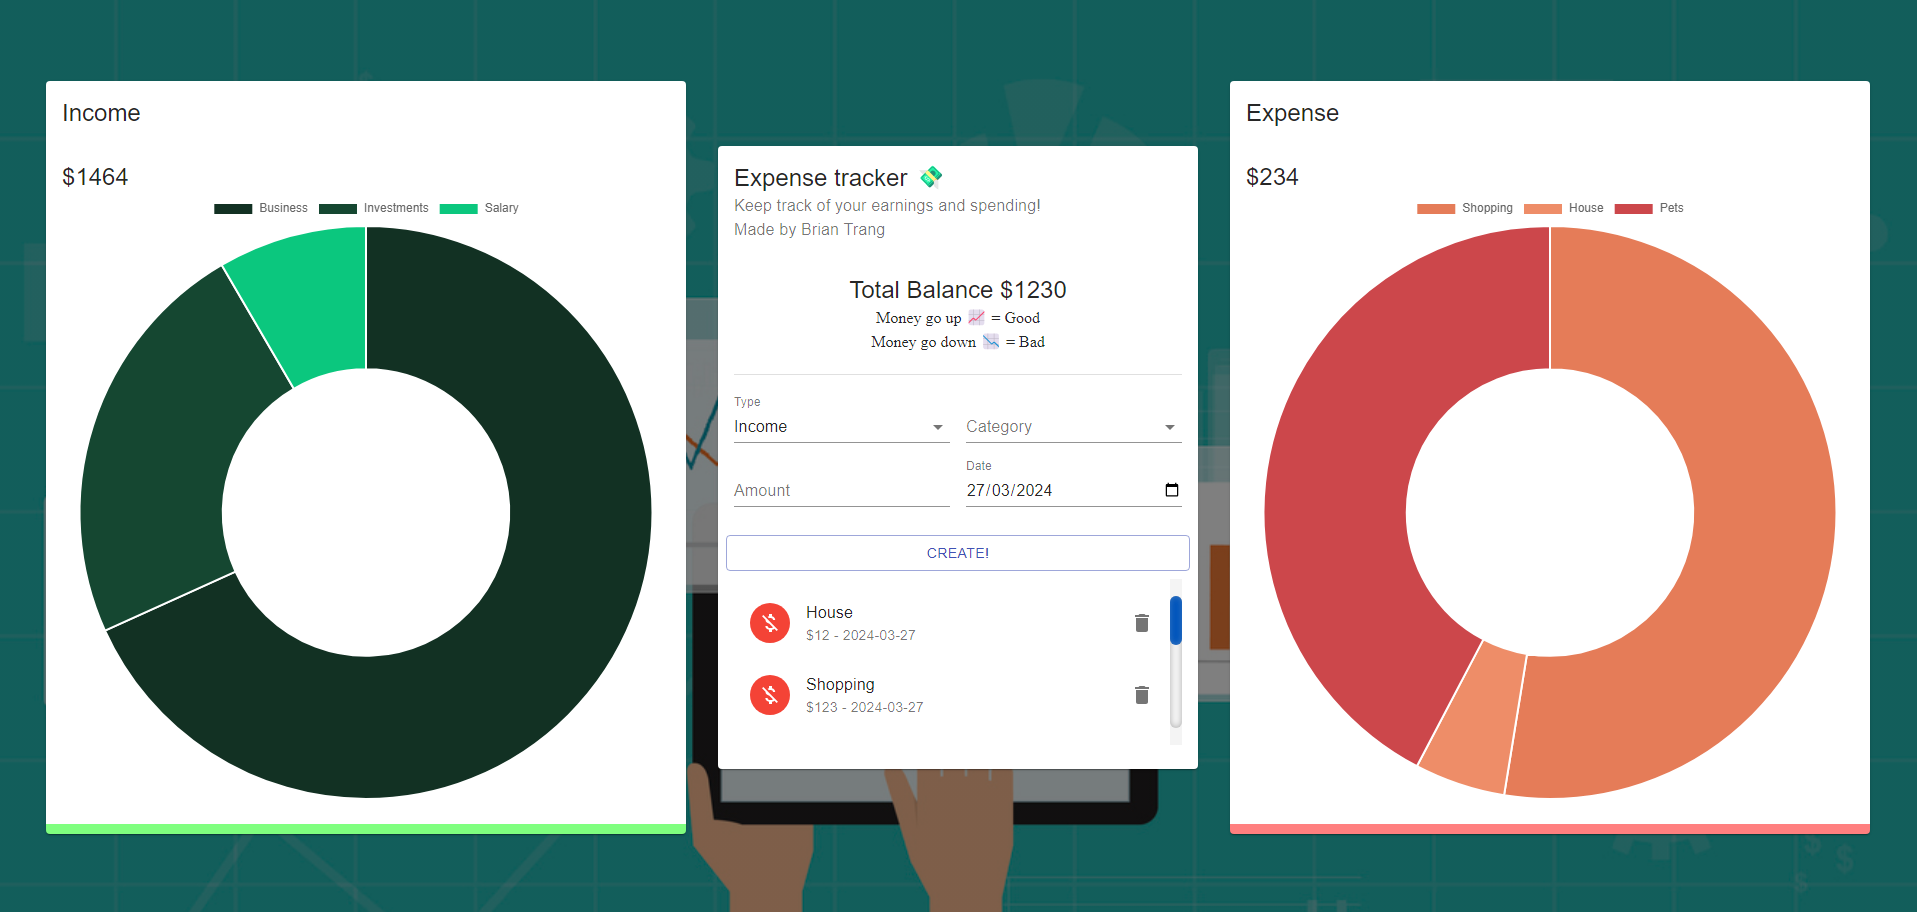 Income
$1464
Business Investments Salary
Expense tracker 💸
Keep track of your earnings and spending!
Made by Brian Trang
Total Balance $1230
Money go up 📈 = Good
Money go down 📉 = Bad
Type
Income
Category
Amount
Date
27/03/2024
CREATE!
House
$12 - 2024-03-27
Shopping
$123 - 2024-03-27
Expense
$234
Shopping House Pets